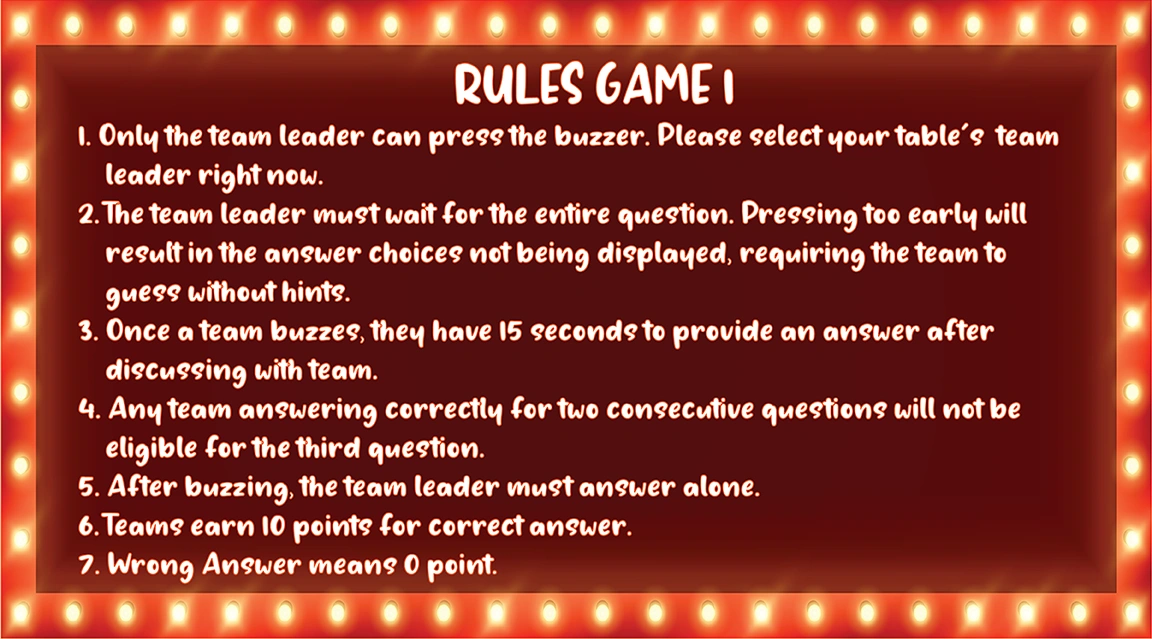 RULES GAME 1
1. Only the team leader can press the buzzer. Please select your table's team
leader right now.
2. The team leader must wait for the entire question. Pressing too early will
result in the answer choices not being displayed, requiring the team to
guess without hints.
3. Once a team buzzes, they have 15 seconds to provide an answer after
discussing with team.
4. Any team answering correctly for two consecutive questions will not be
eligible for the third question.
5. After buzzing, the team leader must answer alone.
6. Teams earn 10 points for correct answer.
7. Wrong Answer means 0 point.